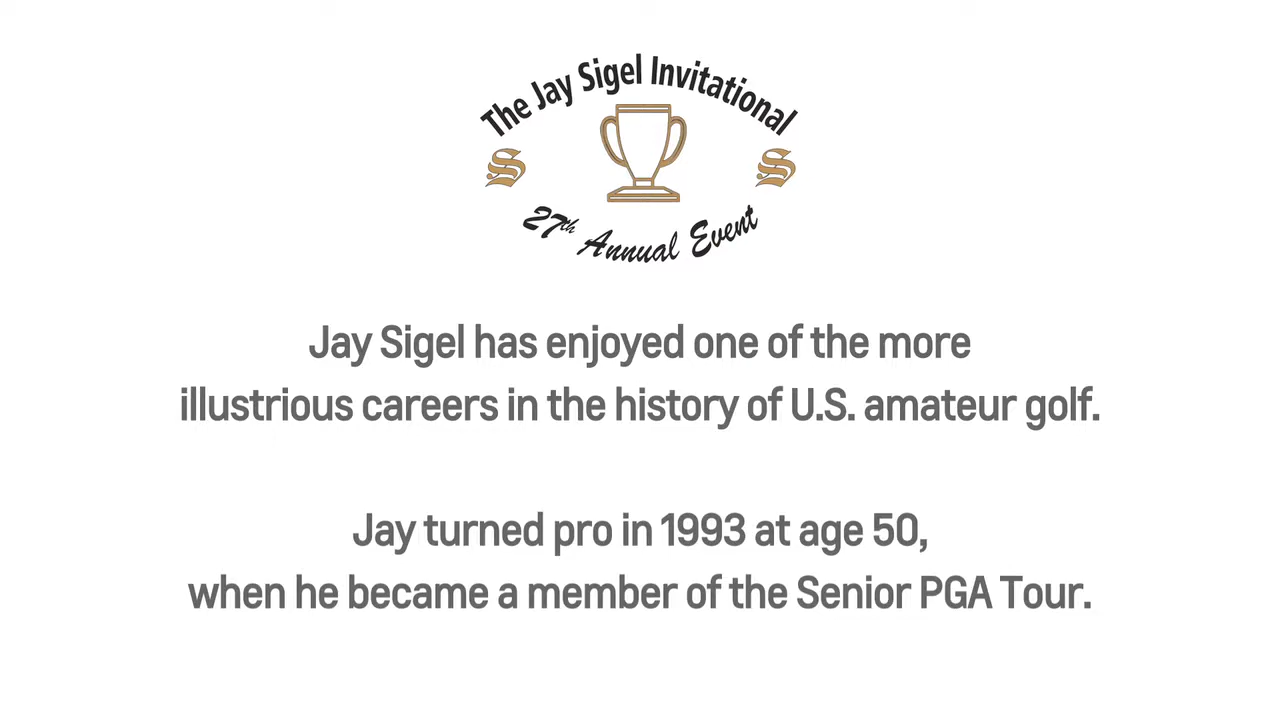 The Jay Sigel Invitational
S S
27th Annual Event
Jay Sigel has enjoyed one of the more
illustrious careers in the history of U.S. amateur golf.
Jay turned pro in 1993 at age 50,
when he became a member of the Senior PGA Tour.